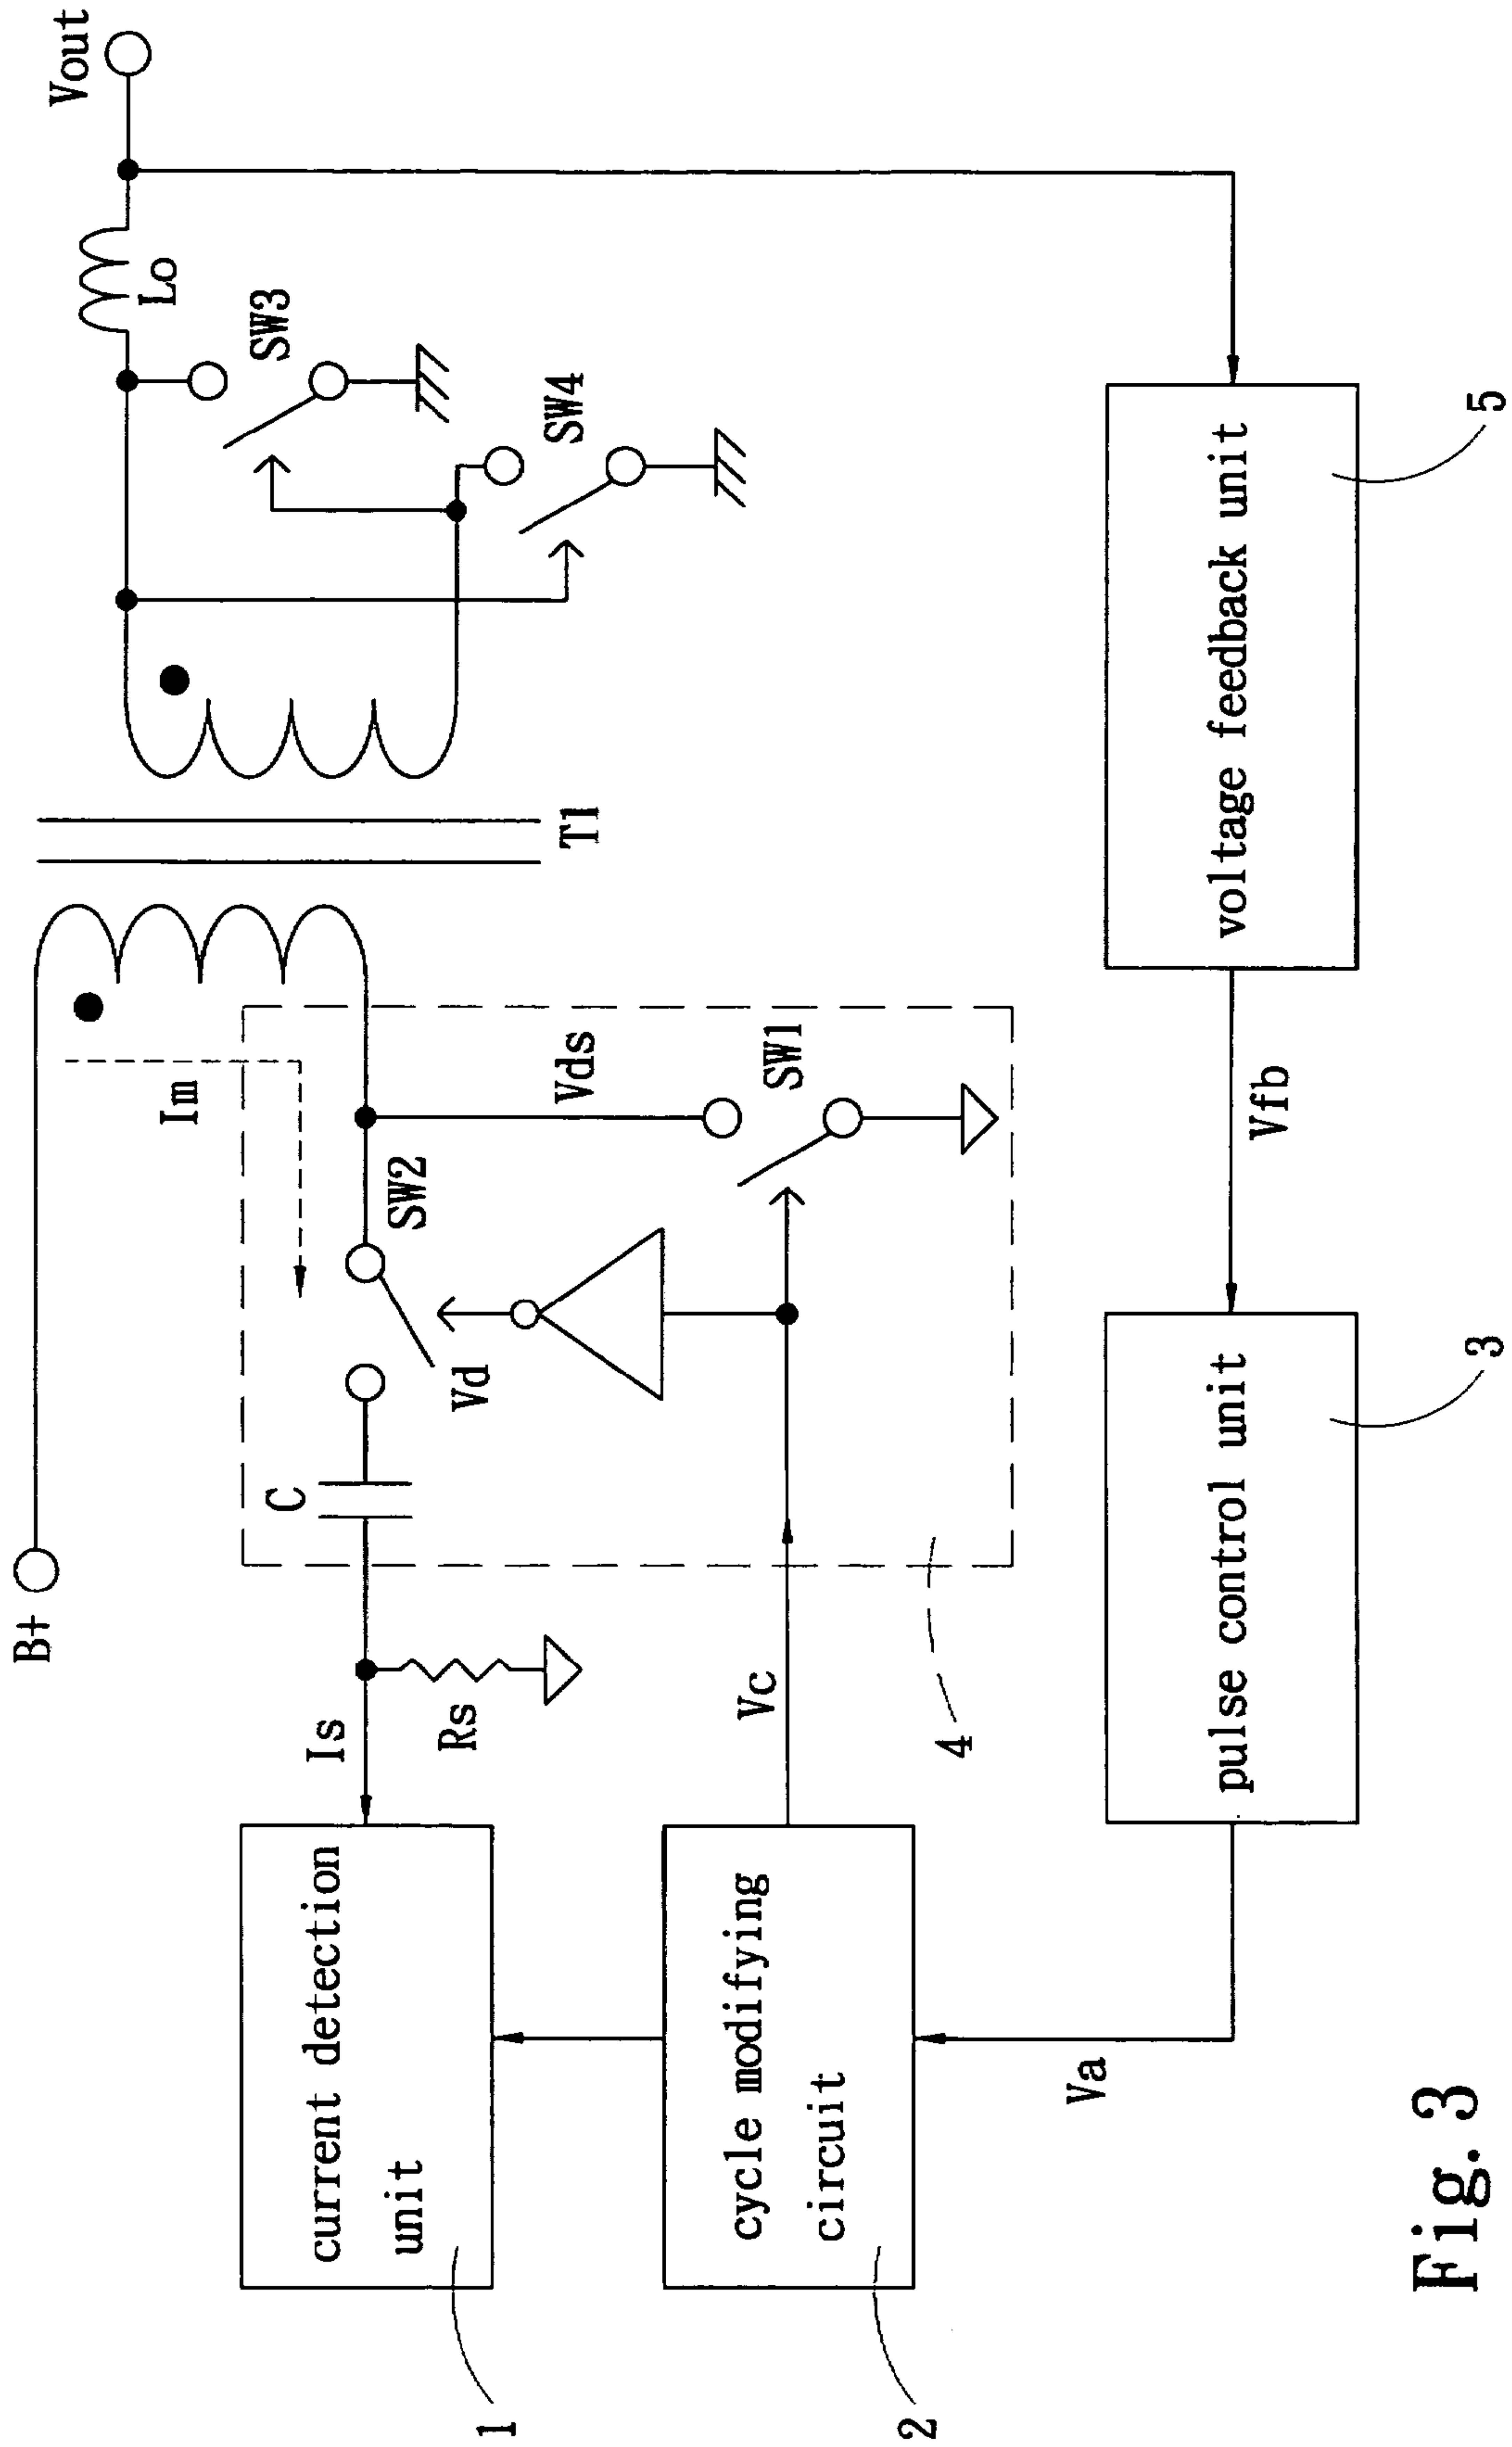 B+
Vout
Im
T1
Lo
SW3
SW4
Is
C
SW2
Rs
Vd
Vds
SW1
Vc
4
current detection
unit
1
cycle modifying
circuit
2
Va
pulse control unit
3
Vfb
voltage feedback unit
5
Fig. 3